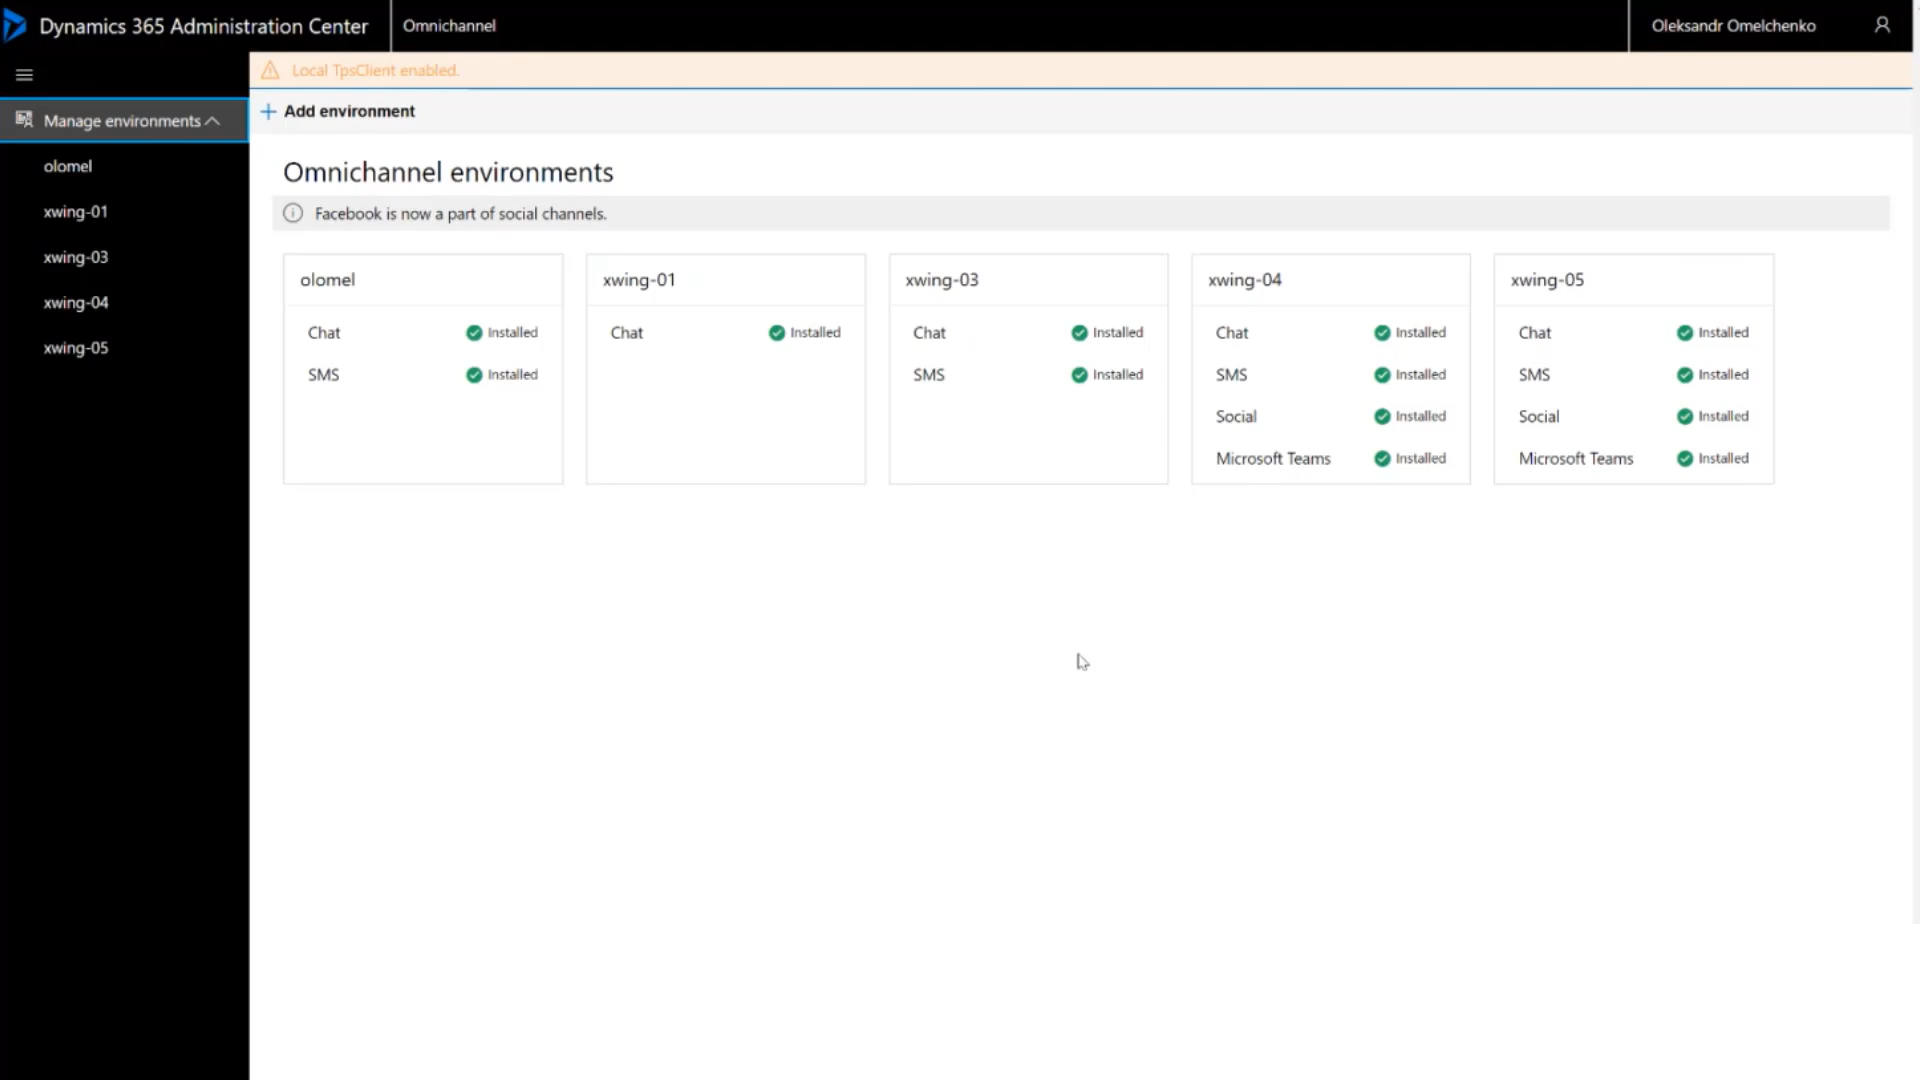 Dynamics 365 Administration Center
Omnichannel
Oleksandr Omelchenko
Local TpsClient enabled.
Manage environments
olomel
xwing-01
xwing-03
xwing-04
xwing-05
Add environment
Omnichannel environments
Facebook is now a part of social channels.
olomel
Chat Installed
SMS Installed
xwing-01
Chat Installed
xwing-03
Chat Installed
SMS Installed
xwing-04
Chat Installed
SMS Installed
Social Installed
Microsoft Teams Installed
xwing-05
Chat Installed
SMS Installed
Social Installed
Microsoft Teams Installed